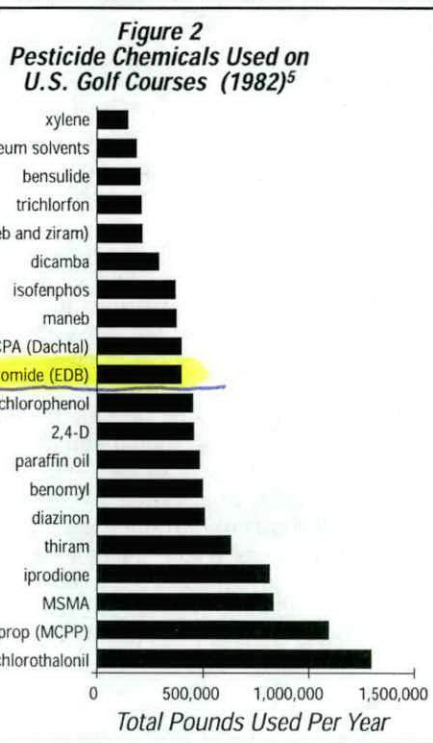 Figure 2
Pesticide Chemicals Used on
U.S. Golf Courses (1982)5
xylene
eum solvents
bensulide
trichlorfon
eb and ziram)
dicamba
isofenphos
maneb
CPA (Dachtal)
omide (EDB)
chlorophenol
2,4-D
paraffin oil
benomyl
diazinon
thiram
iprodione
MSMA
prop (MCPP)
chlorothalonil
0 500,000 1,000,000 1,500,000
Total Pounds Used Per Year